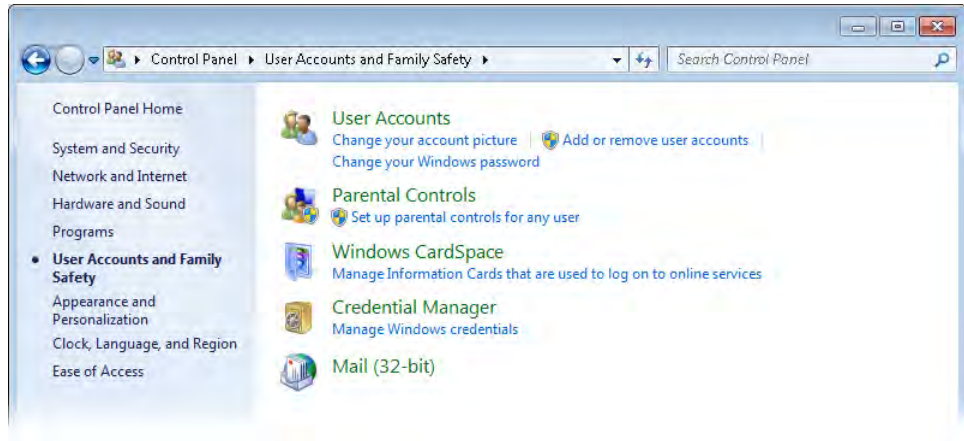 Control Panel ▸ User Accounts and Family Safety ▸
Search Control Panel
Control Panel Home
System and Security
Network and Internet
Hardware and Sound
Programs
User Accounts and Family
Safety
Appearance and
Personalization
Clock, Language, and Region
Ease of Access
User Accounts
Change your account picture | Add or remove user accounts |
Change your Windows password
Parental Controls
Set up parental controls for any user
Windows CardSpace
Manage Information Cards that are used to log on to online services
Credential Manager
Manage Windows credentials
Mail (32-bit)